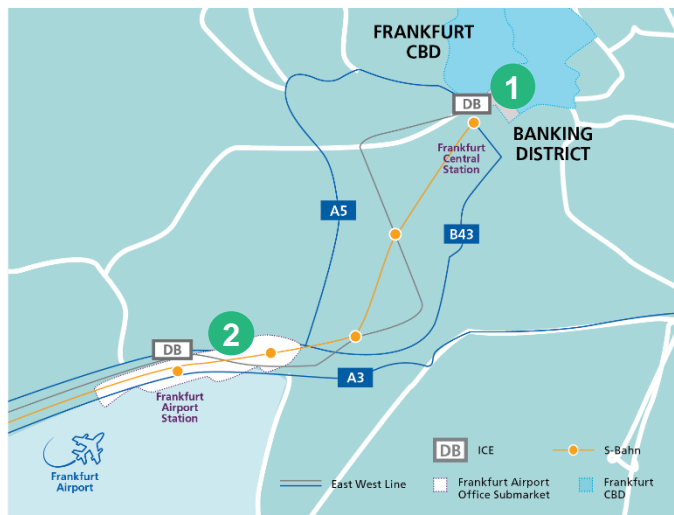 FRANKFURT
CBD
1
DB
BANKING
DISTRICT
Frankfurt
Central
Station
A5
B43
2
DB
A3
Frankfurt
Airport
Station
Frankfurt
Airport
DB ICE
S-Bahn
East West Line
Frankfurt Airport
Office Submarket
Frankfurt
CBD